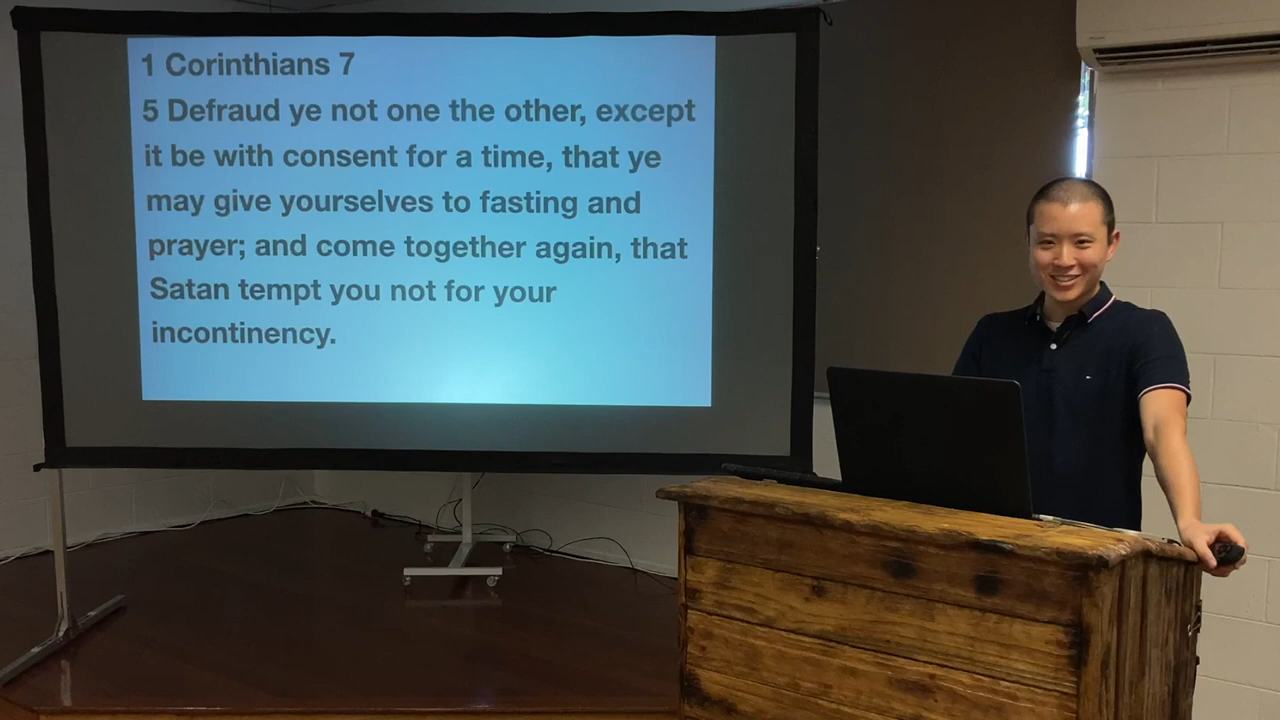 1 Corinthians 7
5 Defraud ye not one the other, except
it be with consent for a time, that ye
may give yourselves to fasting and
prayer; and come together again, that
Satan tempt you not for your
incontinency.